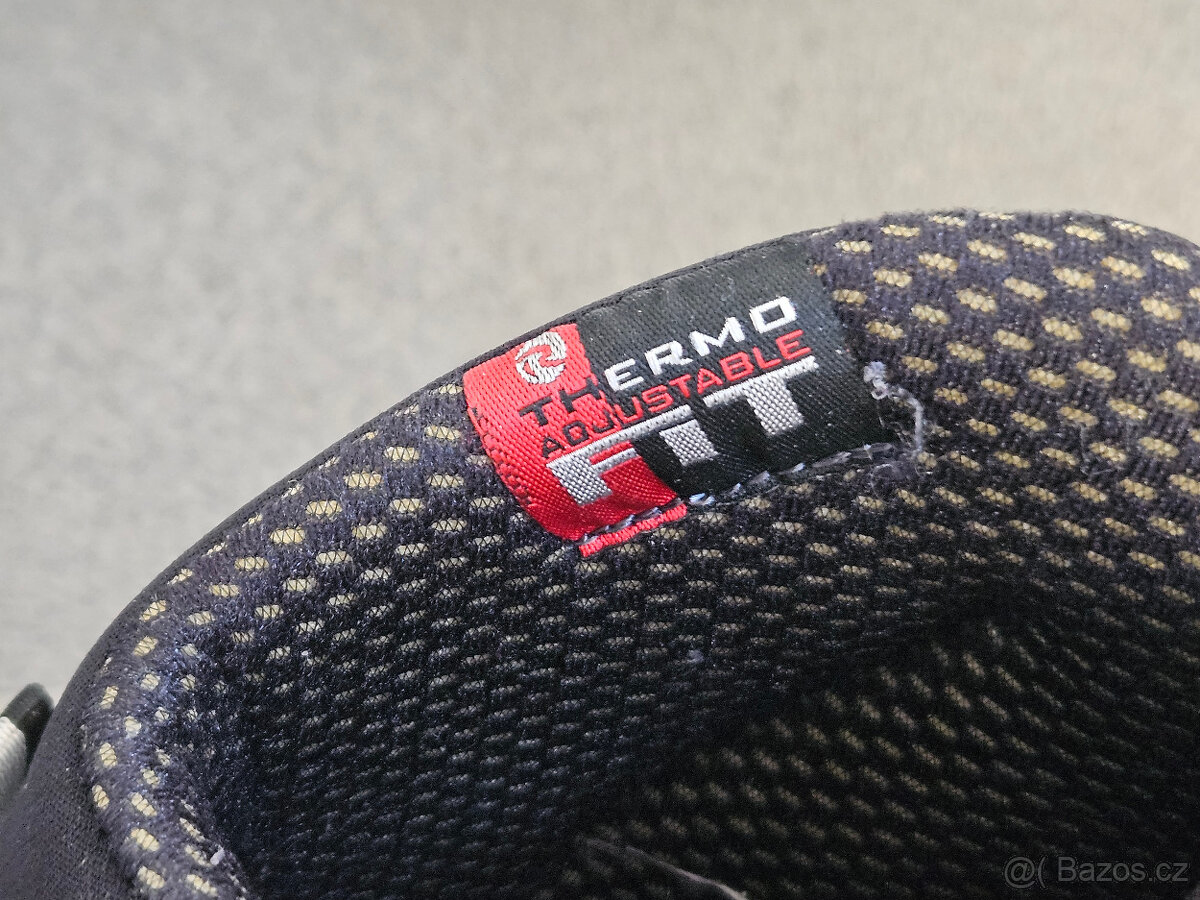 THERMO
ADJUSTABLE
FIT
@( Bazos.cz